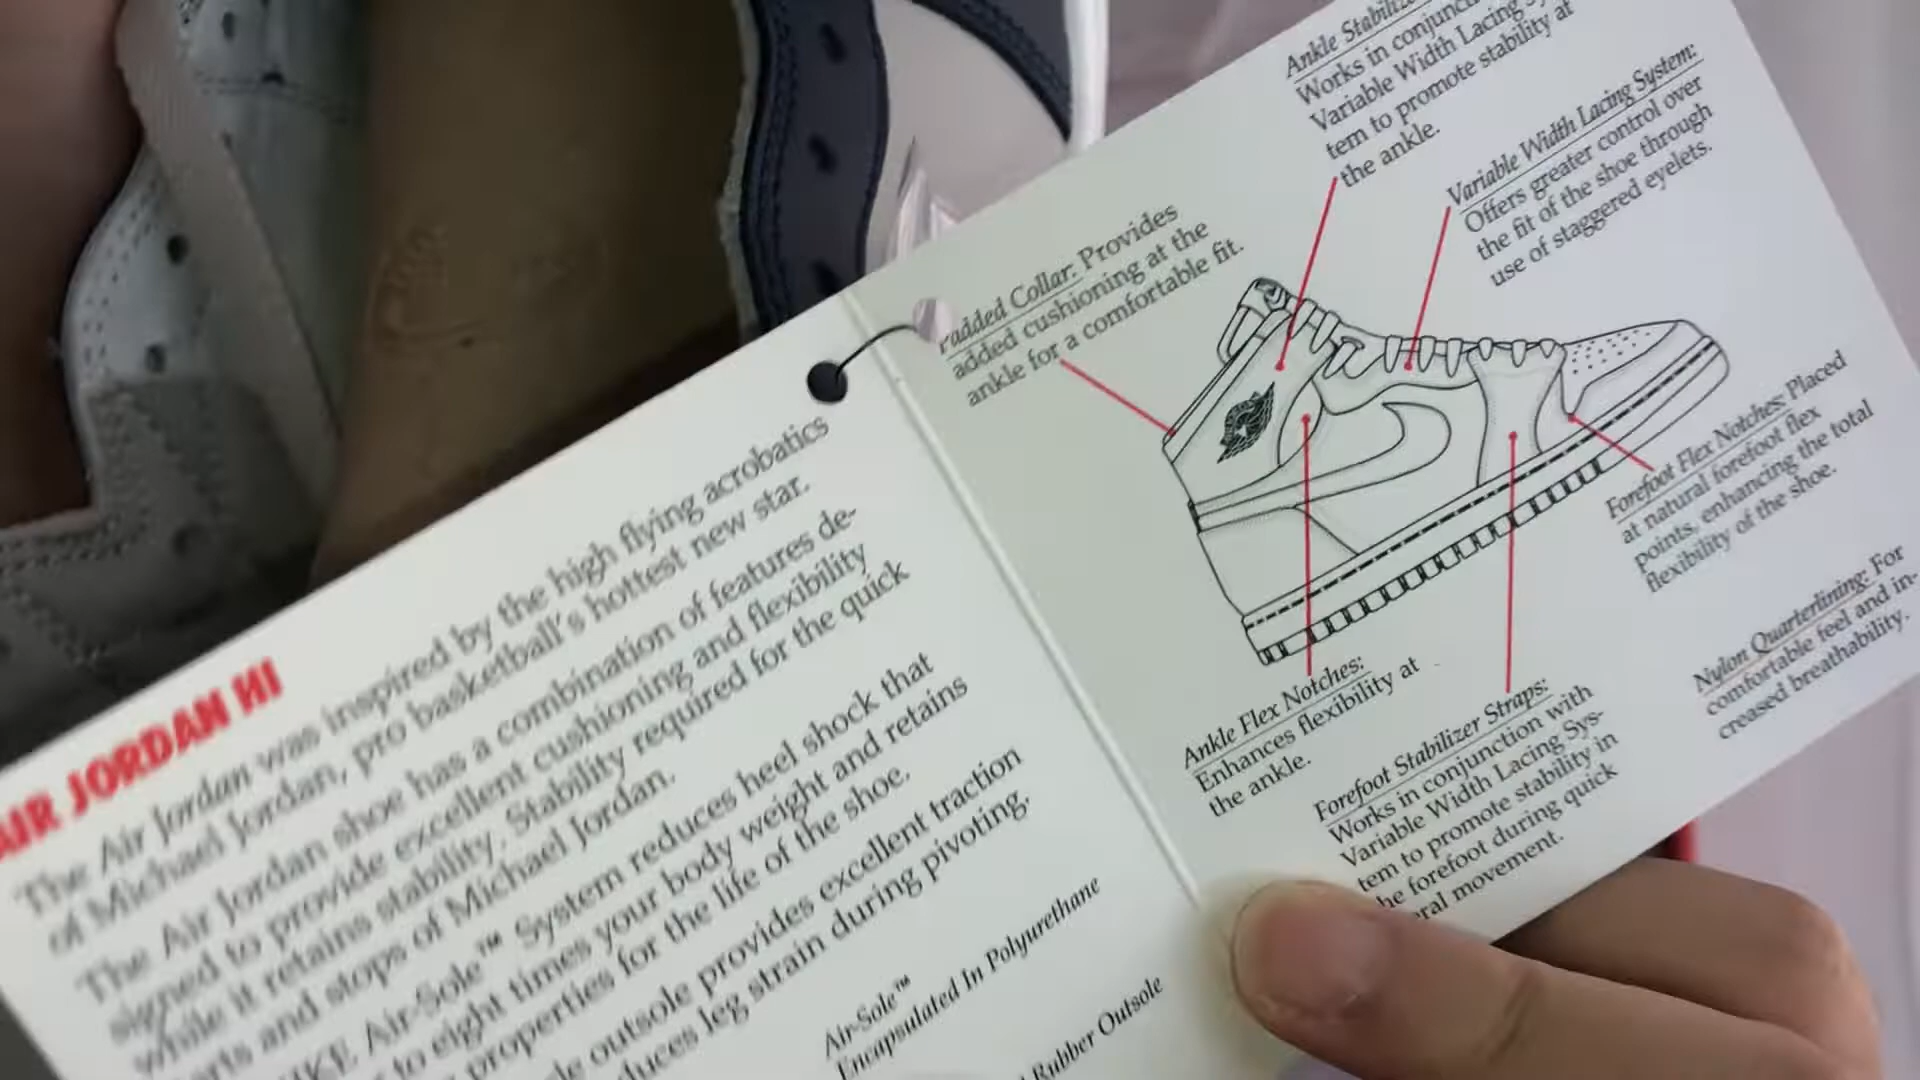 AIR JORDAN HI
The Air Jordan was inspired by the high flying acrobatics
of Michael Jordan, pro basketball's hottest new star.
The Air Jordan shoe has a combination of features de-
signed to provide excellent cushioning and flexibility
while it retains stability. Stability required for the quick
and stops of Michael Jordan.
Air-Sole™ System reduces heel shock that
to eight times your body weight and retains
properties for the life of the shoe.
outsole provides excellent traction
leg strain during pivoting.
Air-Sole™
Encapsulated In Polyurethane
Rubber Outsole
Padded Collar: Provides
added cushioning at the
ankle for a comfortable fit.
Ankle
Works in
Variable Width Lacing
tem to promote stability at
the ankle.
Variable Width Lacing System:
Offers greater control over
the fit of the shoe through
use of staggered eyelets.
Forefoot Flex Notches: Placed
at natural forefoot flex
points, enhancing the total
flexibility of the shoe.
Nylon Quarterlining: For
comfortable feel and in-
creased breathability.
Ankle Flex Notches:
Enhances flexibility at
the ankle.
Forefoot Stabilizer Straps:
Works in conjunction with
Variable Width Lacing Sys-
tem to promote stability in
forefoot during quick
movement.